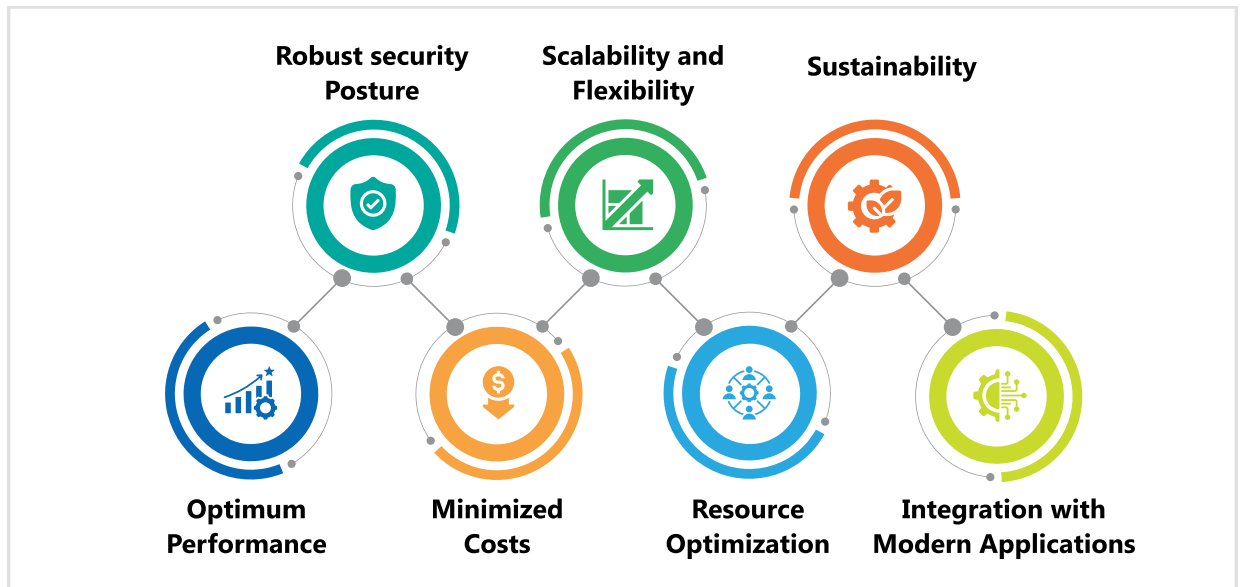 Robust security
Posture
Scalability and
Flexibility
Sustainability
$
Optimum
Performance
Minimized
Costs
Resource
Optimization
Integration with
Modern Applications